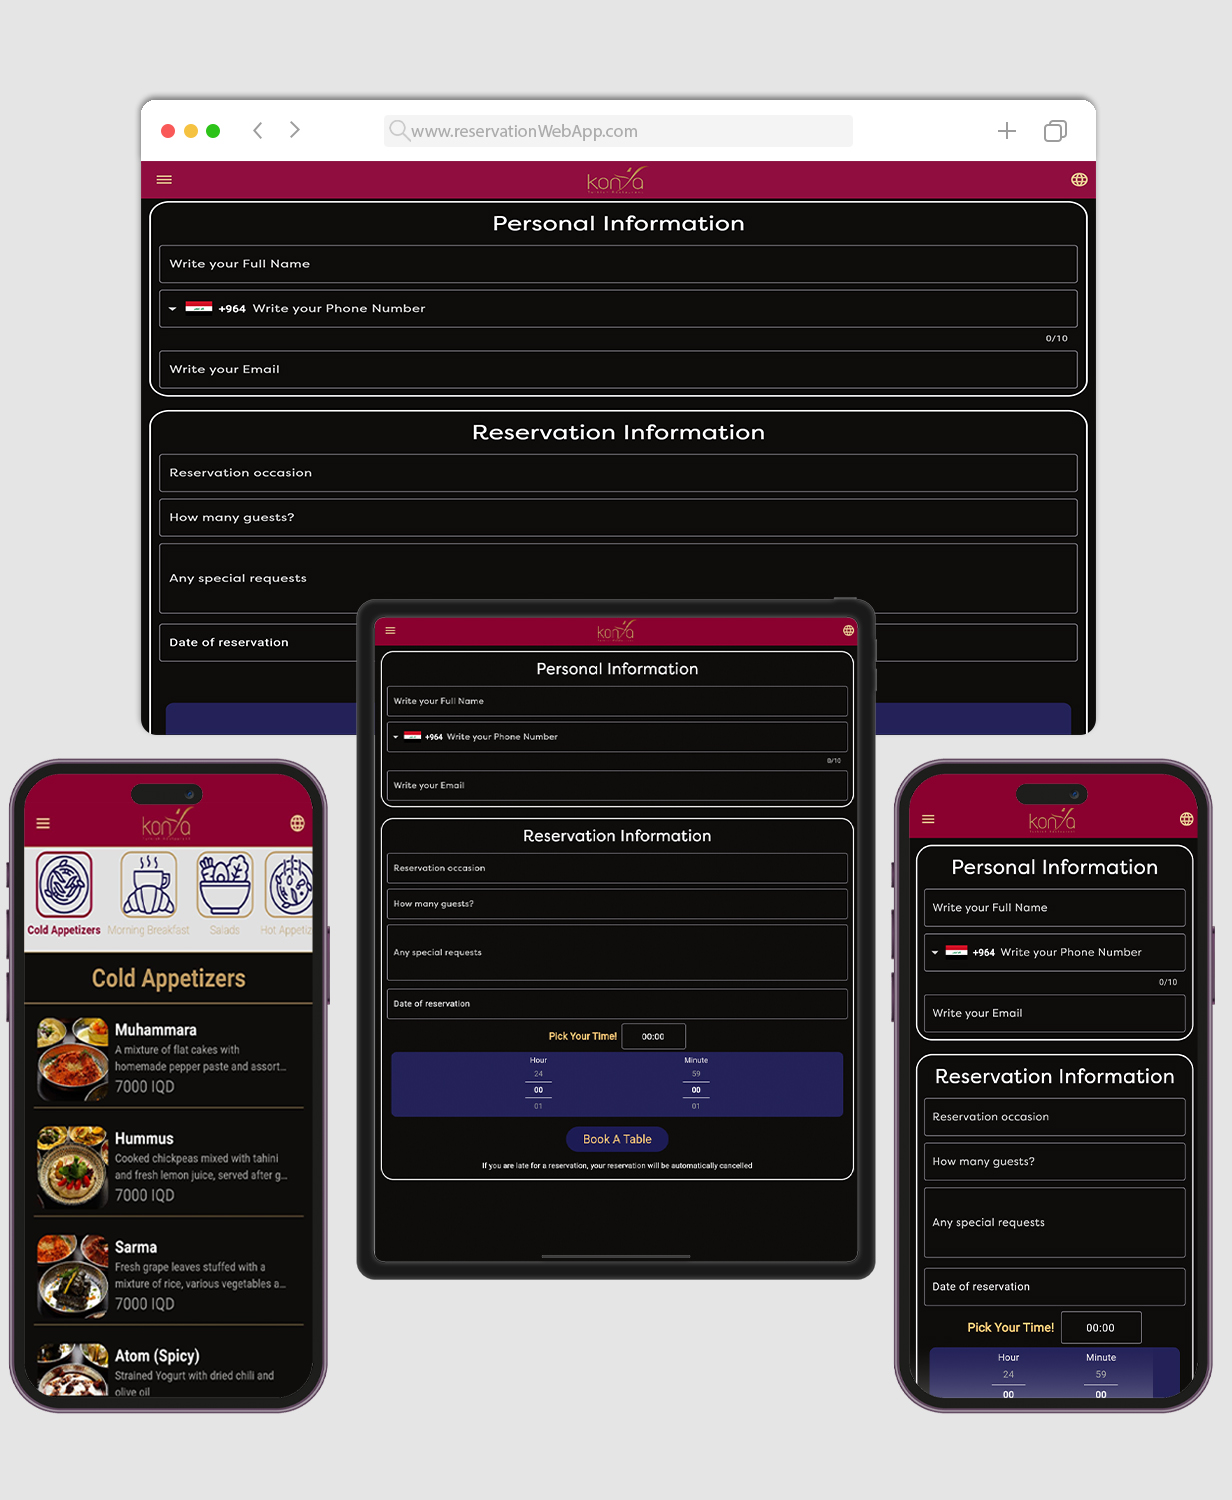 www.reservationWebApp.com
konya
Personal Information
Write your Full Name
+964 Write your Phone Number
0/10
Write your Email
Reservation Information
Reservation occasion
How many guests?
Any special requests
Date of reservation
konya
Personal Information
Write your Full Name
+964 Write your Phone Number
0/10
Write your Email
Reservation Information
Reservation occasion
How many guests?
Any special requests
Date of reservation
Pick Your Time! 00:00
Hour Minute
24 59
00 00
01 01
Book A Table
If you are late for a reservation, your reservation will be automatically cancelled
konya
Cold Appetizers Morning Breakfast Salads Hot Appetiz
Cold Appetizers
Muhammara
A mixture of flat cakes with
homemade pepper paste and assort...
7000 IQD
Hummus
Cooked chickpeas mixed with tahini
and fresh lemon juice, served after g...
7000 IQD
Sarma
Fresh grape leaves stuffed with a
mixture of rice, various vegetables a...
7000 IQD
Atom (Spicy)
Strained Yogurt with dried chili and
olive oil
konya
Personal Information
Write your Full Name
+964 Write your Phone Number
0/10
Write your Email
Reservation Information
Reservation occasion
How many guests?
Any special requests
Date of reservation
Pick Your Time! 00:00
Hour Minute
24 59
00 00